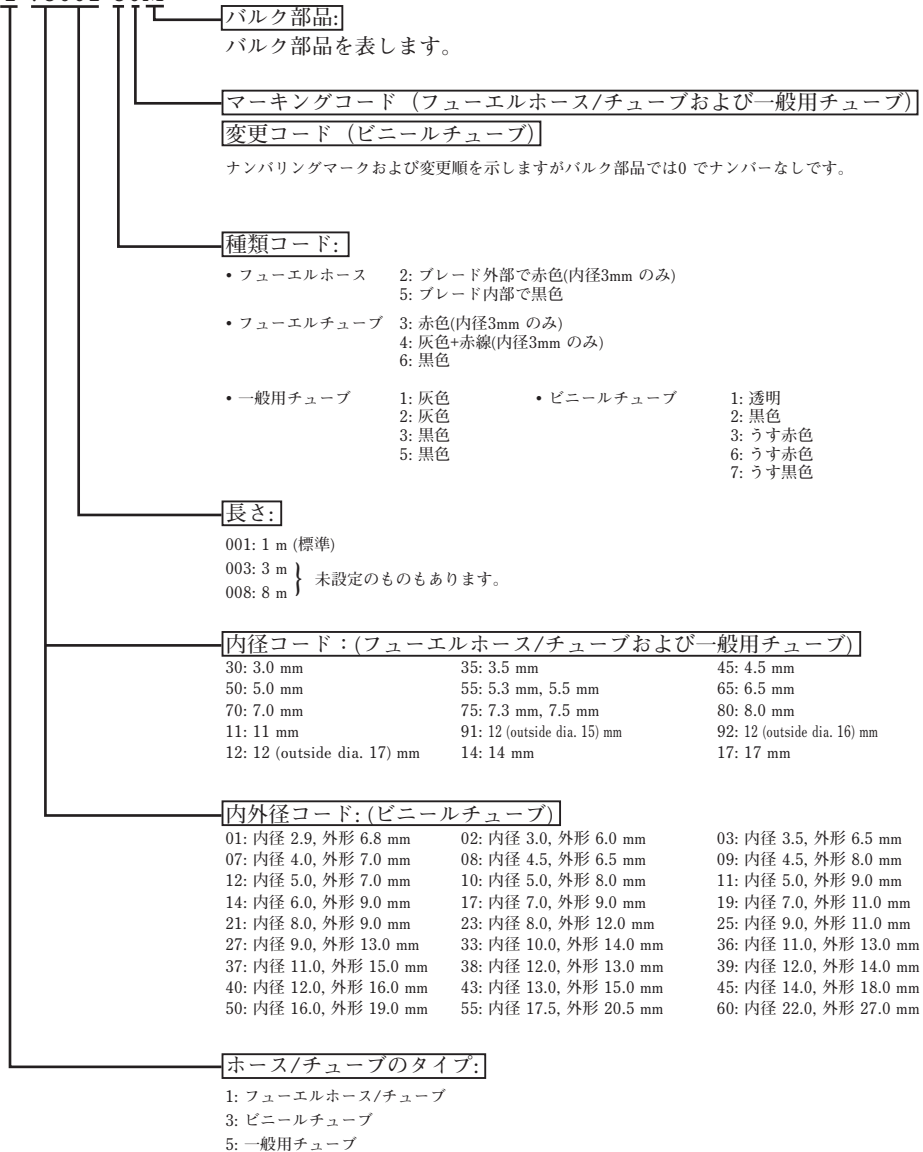 バルク部品:
バルク部品を表します。
マーキングコード (フューエルホース/チューブおよび一般用チューブ)
変更コード (ビニールチューブ)
ナンバリングマークおよび変更順を示しますがバルク部品では0 でナンバーなしです。
種類コード:
• フューエルホース 2: ブレード外部で赤色(内径3mm のみ)
5: ブレード内部で黒色
• フューエルチューブ 3: 赤色(内径3mm のみ)
4: 灰色+赤線(内径3mm のみ)
6: 黒色
• 一般用チューブ 1: 灰色 • ビニールチューブ 1: 透明
2: 灰色 2: 黒色
3: 黒色 3: うす赤色
5: 黒色 6: うす赤色
7: うす黒色
長さ:
001: 1 m (標準)
003: 3 m
008: 8 m } 未設定のものもあります。
内径コード：(フューエルホース/チューブおよび一般用チューブ)
30: 3.0 mm 35: 3.5 mm 45: 4.5 mm
50: 5.0 mm 55: 5.3 mm, 5.5 mm 65: 6.5 mm
70: 7.0 mm 75: 7.3 mm, 7.5 mm 80: 8.0 mm
11: 11 mm 91: 12 (outside dia. 15) mm 92: 12 (outside dia. 16) mm
12: 12 (outside dia. 17) mm 14: 14 mm 17: 17 mm
内外径コード: (ビニールチューブ)
01: 内径 2.9, 外形 6.8 mm 02: 内径 3.0, 外形 6.0 mm 03: 内径 3.5, 外形 6.5 mm
07: 内径 4.0, 外形 7.0 mm 08: 内径 4.5, 外形 6.5 mm 09: 内径 4.5, 外形 8.0 mm
12: 内径 5.0, 外形 7.0 mm 10: 内径 5.0, 外形 8.0 mm 11: 内径 5.0, 外形 9.0 mm
14: 内径 6.0, 外形 9.0 mm 17: 内径 7.0, 外形 9.0 mm 19: 内径 7.0, 外形 11.0 mm
21: 内径 8.0, 外形 9.0 mm 23: 内径 8.0, 外形 12.0 mm 25: 内径 9.0, 外形 11.0 mm
27: 内径 9.0, 外形 13.0 mm 33: 内径 10.0, 外形 14.0 mm 36: 内径 11.0, 外形 13.0 mm
37: 内径 11.0, 外形 15.0 mm 38: 内径 12.0, 外形 13.0 mm 39: 内径 12.0, 外形 14.0 mm
40: 内径 12.0, 外形 16.0 mm 43: 内径 13.0, 外形 15.0 mm 45: 内径 14.0, 外形 18.0 mm
50: 内径 16.0, 外形 19.0 mm 55: 内径 17.5, 外形 20.5 mm 60: 内径 22.0, 外形 27.0 mm
ホース/チューブのタイプ:
1: フューエルホース/チューブ
3: ビニールチューブ
5: 一般用チューブ